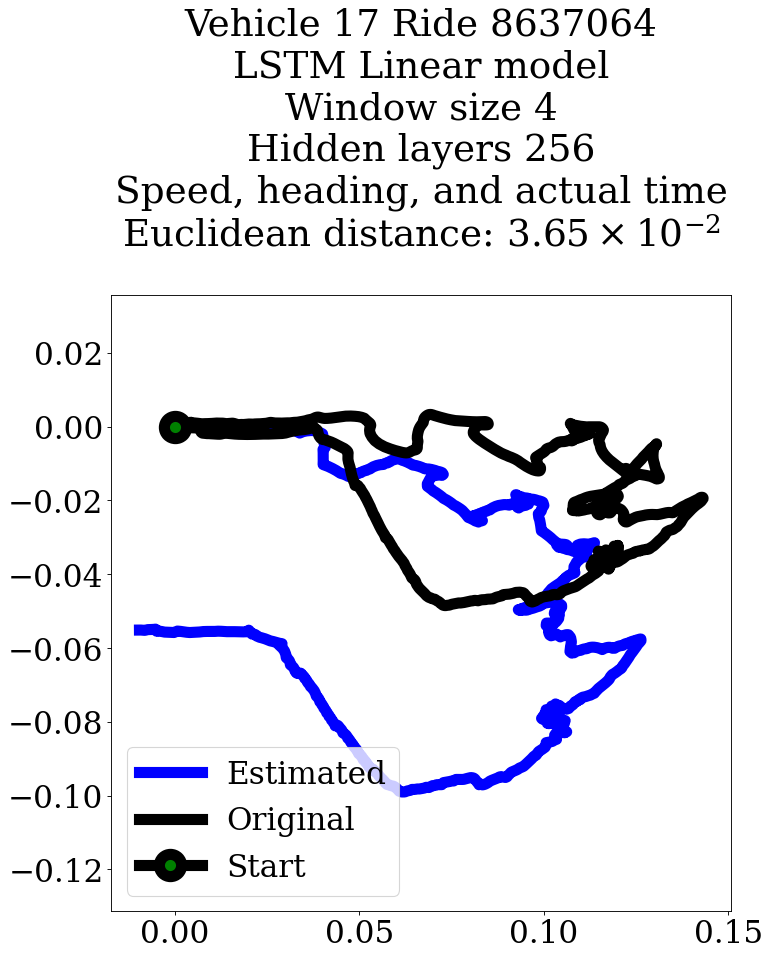 Vehicle 17 Ride 8637064
LSTM Linear model
Window size 4
Hidden layers 256
Speed, heading, and actual time
Euclidean distance: 3.65 × 10⁻²
0.02
0.00
−0.02
−0.04
−0.06
−0.08
−0.10
−0.12
Estimated
Original
Start
0.00 0.05 0.10 0.15